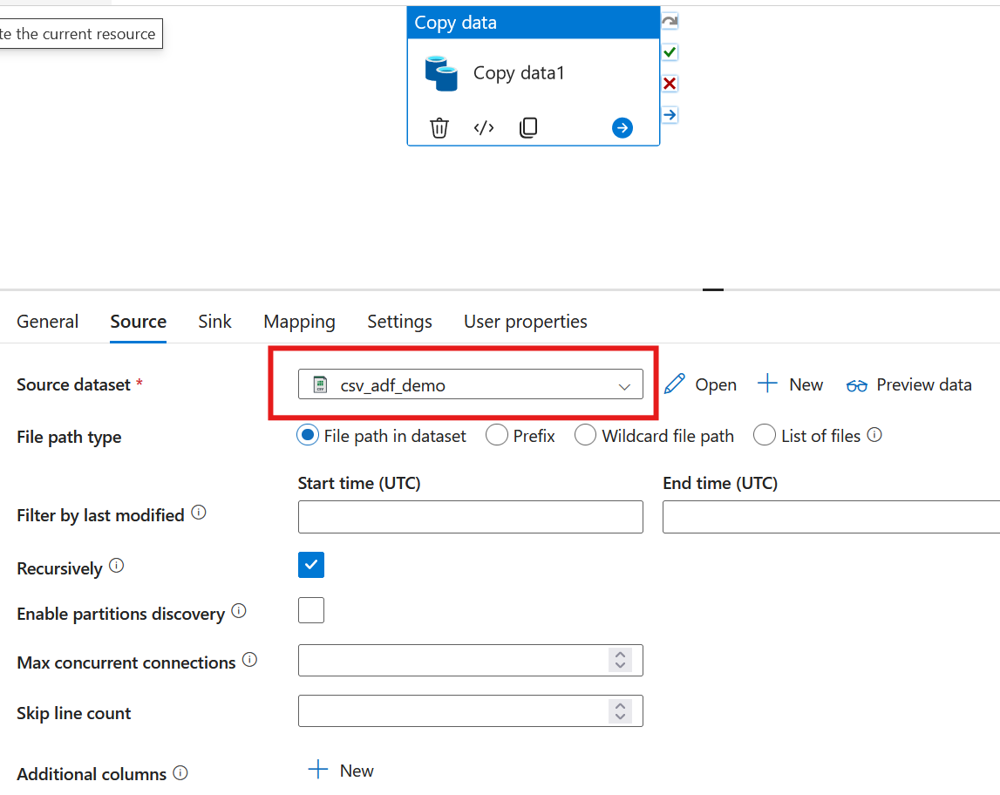 Copy data
te the current resource
Copy data1
General Source Sink Mapping Settings User properties
Source dataset * csv_adf_demo Open New Preview data
File path type File path in dataset Prefix Wildcard file path List of files
Start time (UTC) End time (UTC)
Filter by last modified
Recursively
Enable partitions discovery
Max concurrent connections
Skip line count
Additional columns New